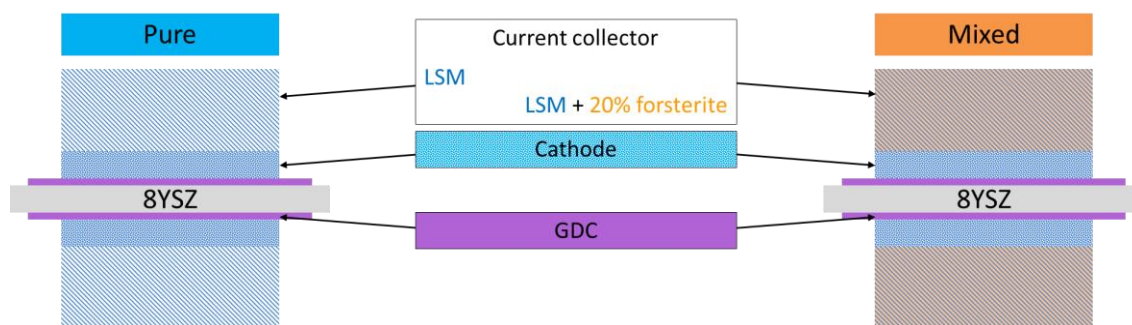 Pure
Current collector
Mixed
LSM
LSM + 20% forsterite
Cathode
8YSZ
8YSZ
GDC